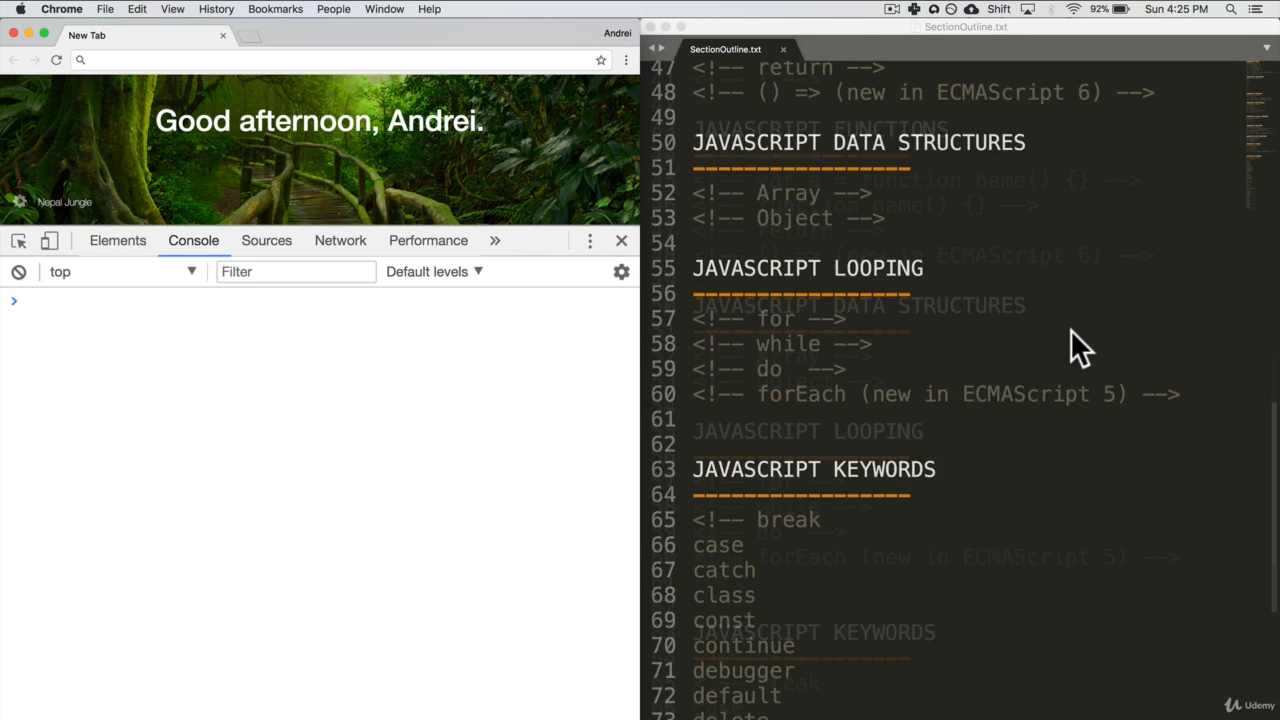 Chrome File Edit View History Bookmarks People Window Help
Shift 92% Sun 4:25 PM
New Tab
Andrei
Good afternoon, Andrei.
Nepal Jungle
Elements Console Sources Network Performance »
top ▼ Filter Default levels ▼
>
SectionOutline.txt
SectionOutline.txt ×
47 <!-- return -->
48 <!-- () => (new in ECMAScript 6) -->
49
50 JAVASCRIPT DATA STRUCTURES
51 -----------------
52 <!-- Array -->
53 <!-- Object -->
54
55 JAVASCRIPT LOOPING
56 -----------------
57 <!-- for -->
58 <!-- while -->
59 <!-- do -->
60 <!-- forEach (new in ECMAScript 5) -->
61
62
63 JAVASCRIPT KEYWORDS
64 -----------------
65 <!-- break
66 case
67 catch
68 class
69 const
70 continue
71 debugger
72 default
73 delete
Udemy